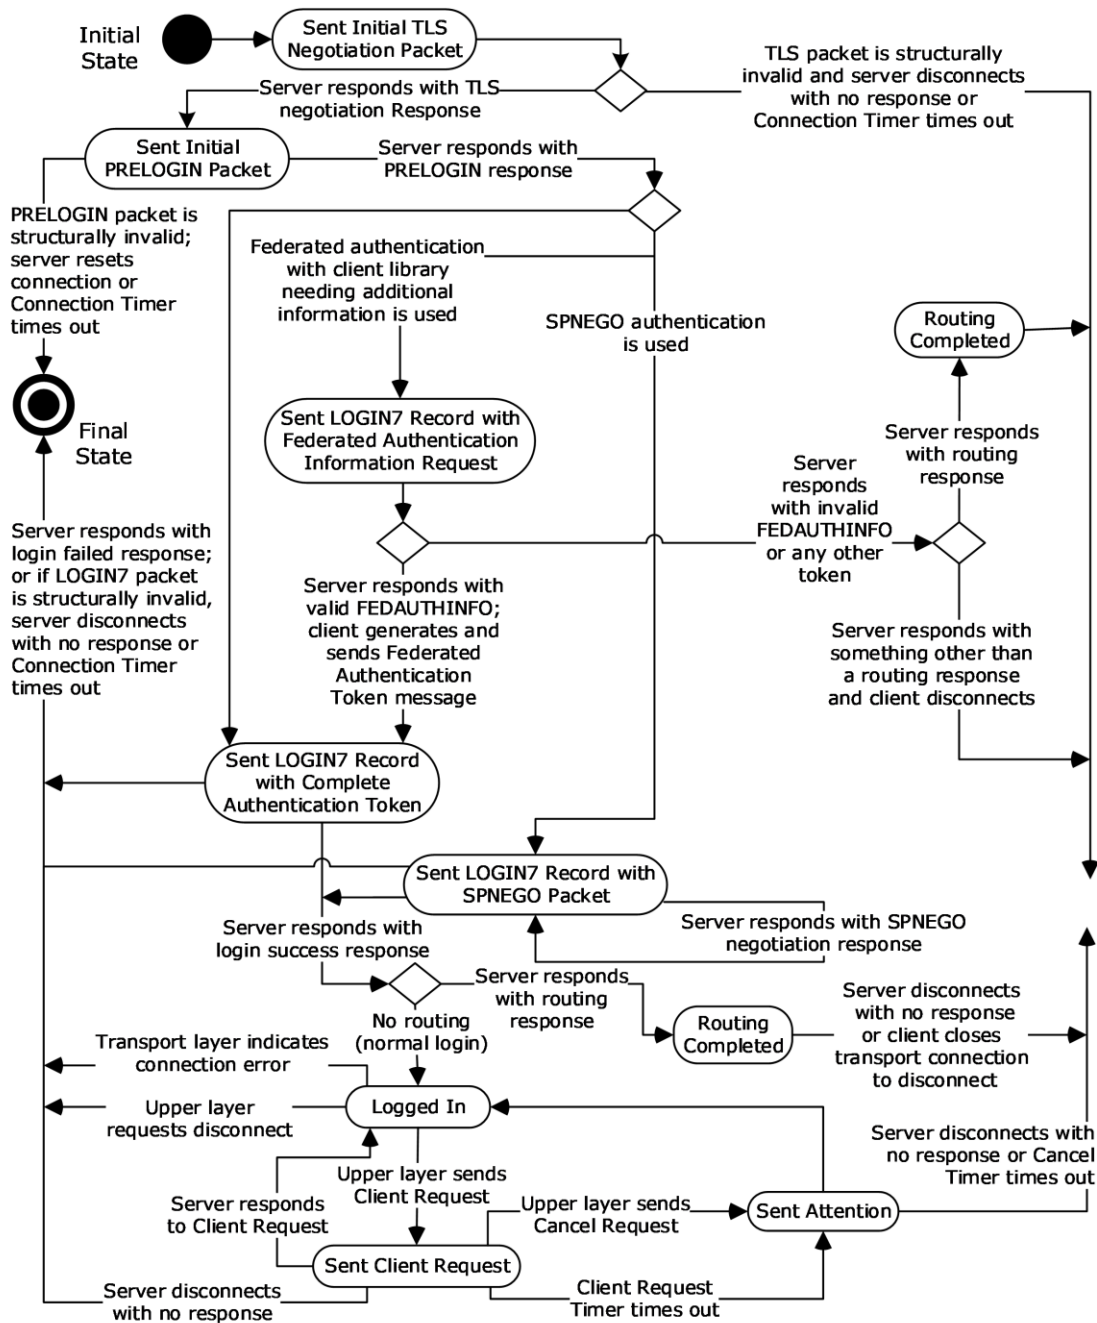 Initial
State
Sent Initial TLS
Negotiation Packet
TLS packet is structurally
invalid and server disconnects
with no response or
Connection Timer times out
Server responds with TLS
negotiation Response
Sent Initial
PRELOGIN Packet
Server responds with
PRELOGIN response
PRELOGIN packet is
structurally invalid;
server resets
connection or
Connection Timer
times out
Federated authentication
with client library
needing additional
information is used
SPNEGO authentication
is used
Routing
Completed
Final
State
Sent LOGIN7 Record with
Federated Authentication
Information Request
Server responds
with routing
response
Server
responds
with invalid
FEDAUTHINFO
or any other
token
Server responds with
login failed response;
or if LOGIN7 packet
is structurally invalid,
server disconnects
with no response or
Connection Timer
times out
Server responds with
valid FEDAUTHINFO;
client generates and
sends Federated
Authentication
Token message
Server responds with
something other than
a routing response
and client disconnects
Sent LOGIN7 Record
with Complete
Authentication Token
Sent LOGIN7 Record with
SPNEGO Packet
Server responds with SPNEGO
negotiation response
Server responds with
login success response
Server responds
with routing
response
No routing
(normal login)
Routing
Completed
Server disconnects
with no response
or client closes
transport connection
to disconnect
Transport layer indicates
connection error
Logged In
Upper layer
requests disconnect
Server disconnects with
no response or Cancel
Timer times out
Upper layer sends
Client Request
Server responds
to Client Request
Upper layer sends
Cancel Request
Sent Attention
Sent Client Request
Server disconnects
with no response
Client Request
Timer times out